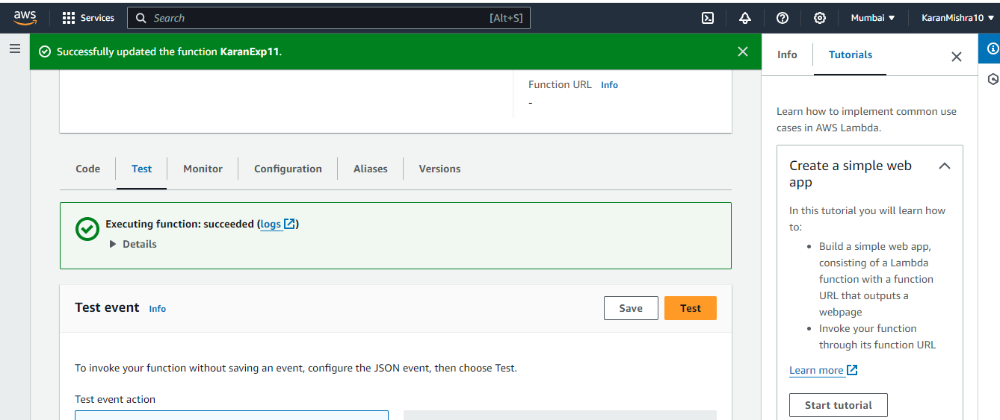 aws
Services
Search
[Alt+S]
Mumbai
KaranMishra10
Successfully updated the function KaranExp11.
Function URL Info
-
Code
Test
Monitor
Configuration
Aliases
Versions
Executing function: succeeded (logs)
Details
Test event Info
Save
Test
To invoke your function without saving an event, configure the JSON event, then choose Test.
Test event action
Info
Tutorials
Learn how to implement common use
cases in AWS Lambda.
Create a simple web
app
In this tutorial you will learn how
to:
• Build a simple web app,
consisting of a Lambda
function with a function
URL that outputs a
webpage
• Invoke your function
through its function URL
Learn more
Start tutorial